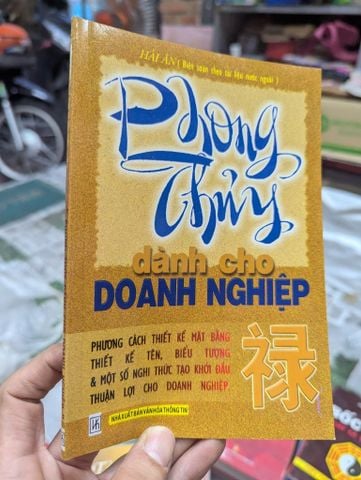 HẢI ÂN ( Biên soạn theo tài liệu nước ngoài )
Phong
Thủy
dành cho
DOANH NGHIỆP
PHƯƠNG CÁCH THIẾT KẾ MẶT BẰNG
THIẾT KẾ TÊN, BIỂU TƯỢNG
& MỘT SỐ NGHI THỨC TẠO KHỞI ĐẦU
THUẬN LỢI CHO DOANH NGHIỆP.
禄
NHÀ XUẤT BẢN VĂN HÓA THÔNG TIN